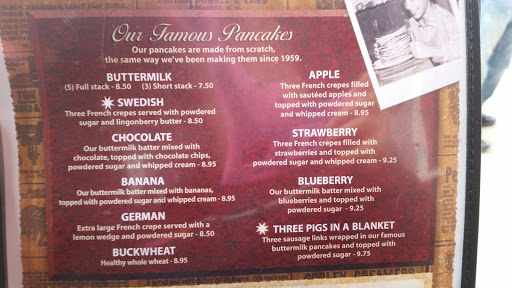 Our Famous Pancakes
Our pancakes are made from scratch,
the same way we've been making them since 1959.
BUTTERMILK
(5) Full stack - 8.50 (3) Short stack - 7.50
SWEDISH
Three French crepes served with powdered
sugar and lingonberry butter - 8.50
CHOCOLATE
Our buttermilk batter mixed with
chocolate, topped with chocolate chips,
powdered sugar and whipped cream - 8.95
BANANA
Our buttermilk batter mixed with bananas,
topped with powdered sugar and whipped cream - 8.95
GERMAN
Extra large French crepe served with a
lemon wedge and powdered sugar - 8.50
BUCKWHEAT
Healthy whole wheat - 8.95
APPLE
Three French crepes filled
with sautéed apples and
topped with powdered sugar
and whipped cream - 8.95
STRAWBERRY
Three French crepes filled with
strawberries and topped with
powdered sugar and whipped cream - 9.25
BLUEBERRY
Our buttermilk batter mixed with
blueberries and topped with
powdered sugar - 9.25
THREE PIGS IN A BLANKET
Three sausage links wrapped in our famous
buttermilk pancakes and topped with
powdered sugar - 9.75